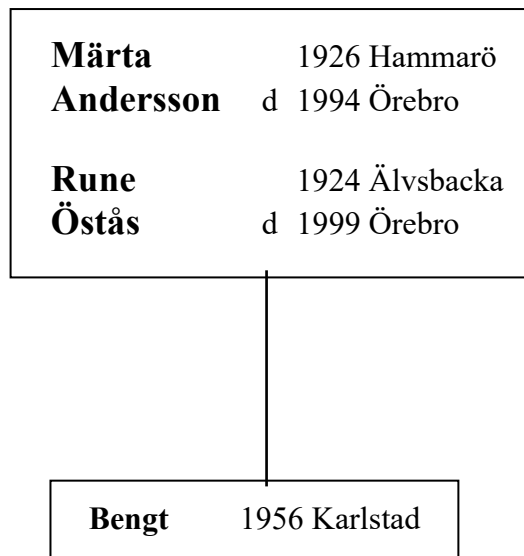 Märta 1926 Hammarö
Andersson d 1994 Örebro
Rune 1924 Älvsbacka
Östås d 1999 Örebro
Bengt 1956 Karlstad